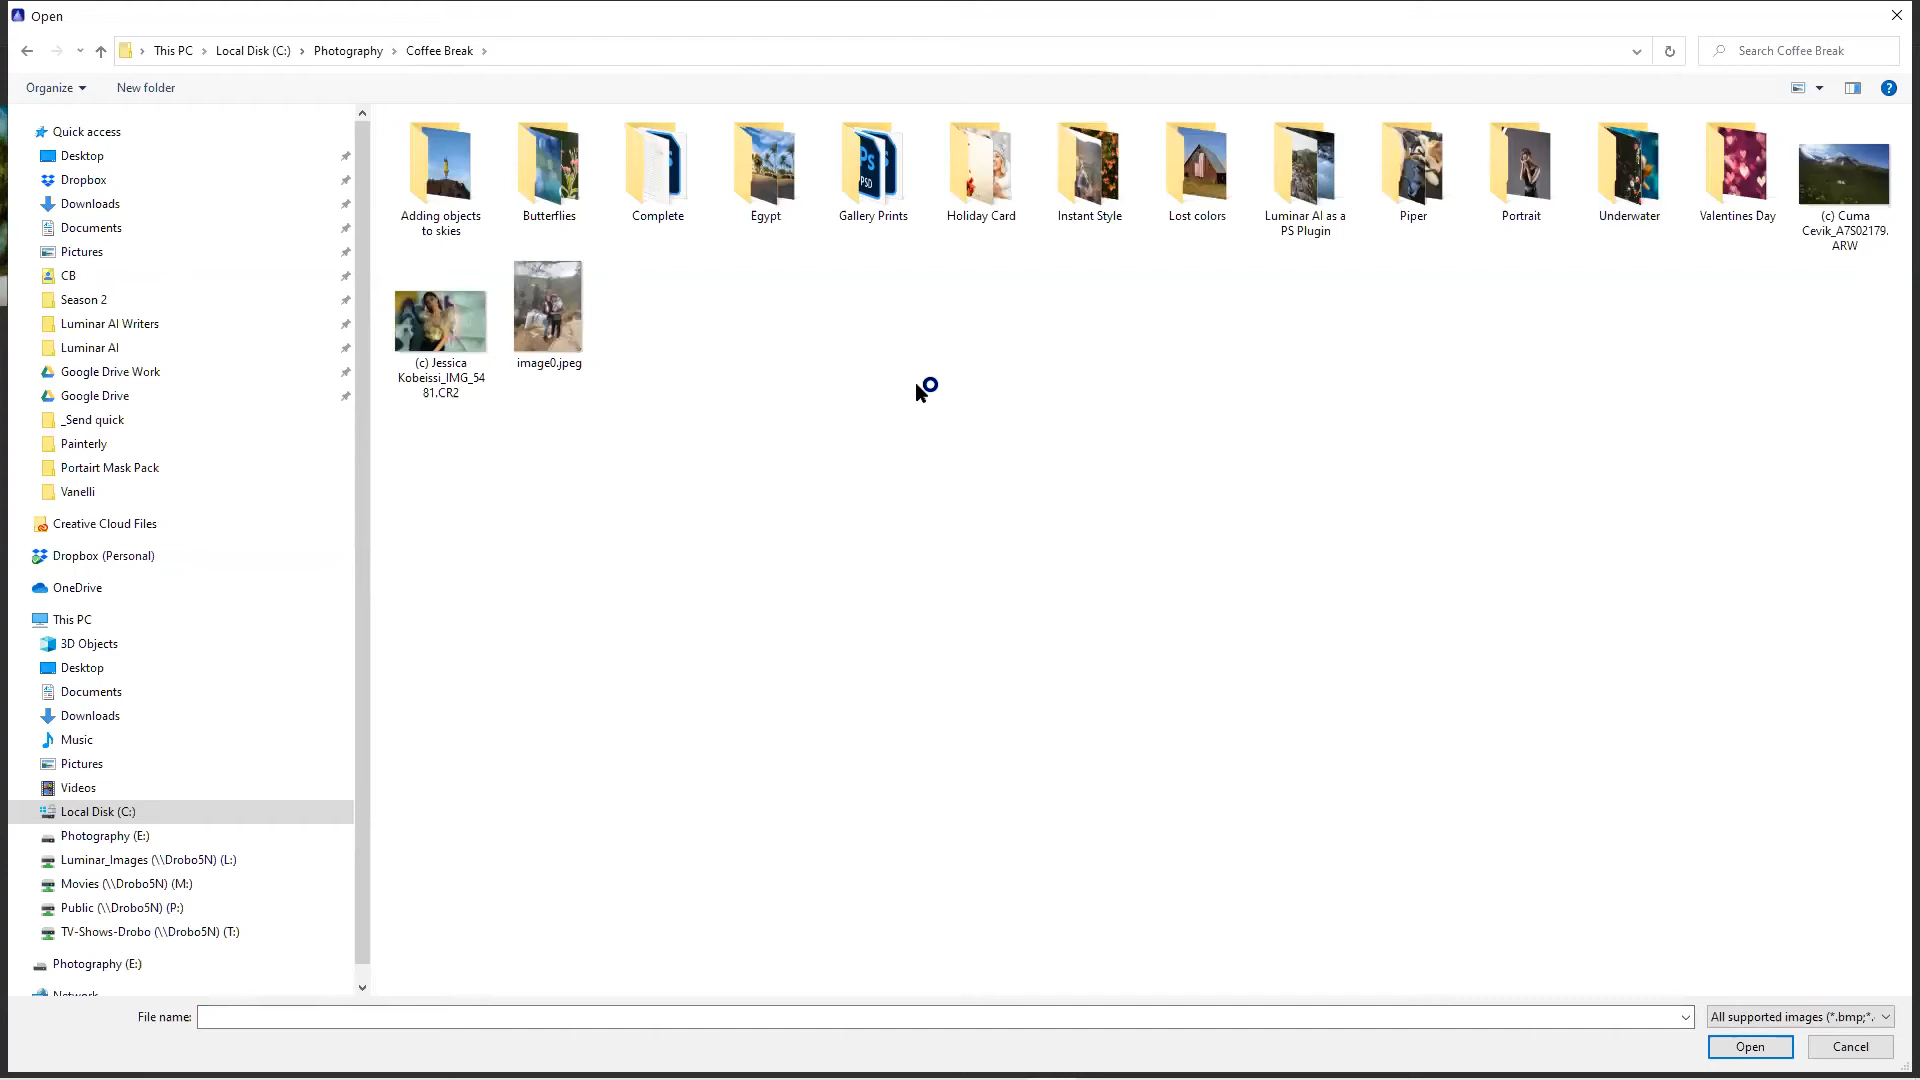 Open
This PC
Local Disk (C:)
Photography
Coffee Break
Search Coffee Break
Organize
New folder
Quick access
Desktop
Dropbox
Downloads
Documents
Pictures
CB
Season 2
Luminar AI Writers
Luminar AI
Google Drive Work
Google Drive
_Send quick
Painterly
Portairt Mask Pack
Vanelli
Creative Cloud Files
Dropbox (Personal)
OneDrive
This PC
3D Objects
Desktop
Documents
Downloads
Music
Pictures
Videos
Local Disk (C:)
Photography (E:)
Luminar_Images (\\Drobo5N) (L:)
Movies (\\Drobo5N) (M:)
Public (\\Drobo5N) (P:)
TV-Shows-Drobo (\\Drobo5N) (T:)
Photography (E:)
Network
Adding objects
to skies
Butterflies
Complete
Egypt
PS
PSD
Gallery Prints
Holiday Card
Instant Style
Lost colors
Luminar AI as a
PS Plugin
Piper
Portrait
Underwater
Valentines Day
(c) Cuma
Cevik_A7S02179.
ARW
(c) Jessica
Kobeissi_IMG_54
81.CR2
image0.jpeg
File name:
All supported images (*.bmp;*.
Open
Cancel